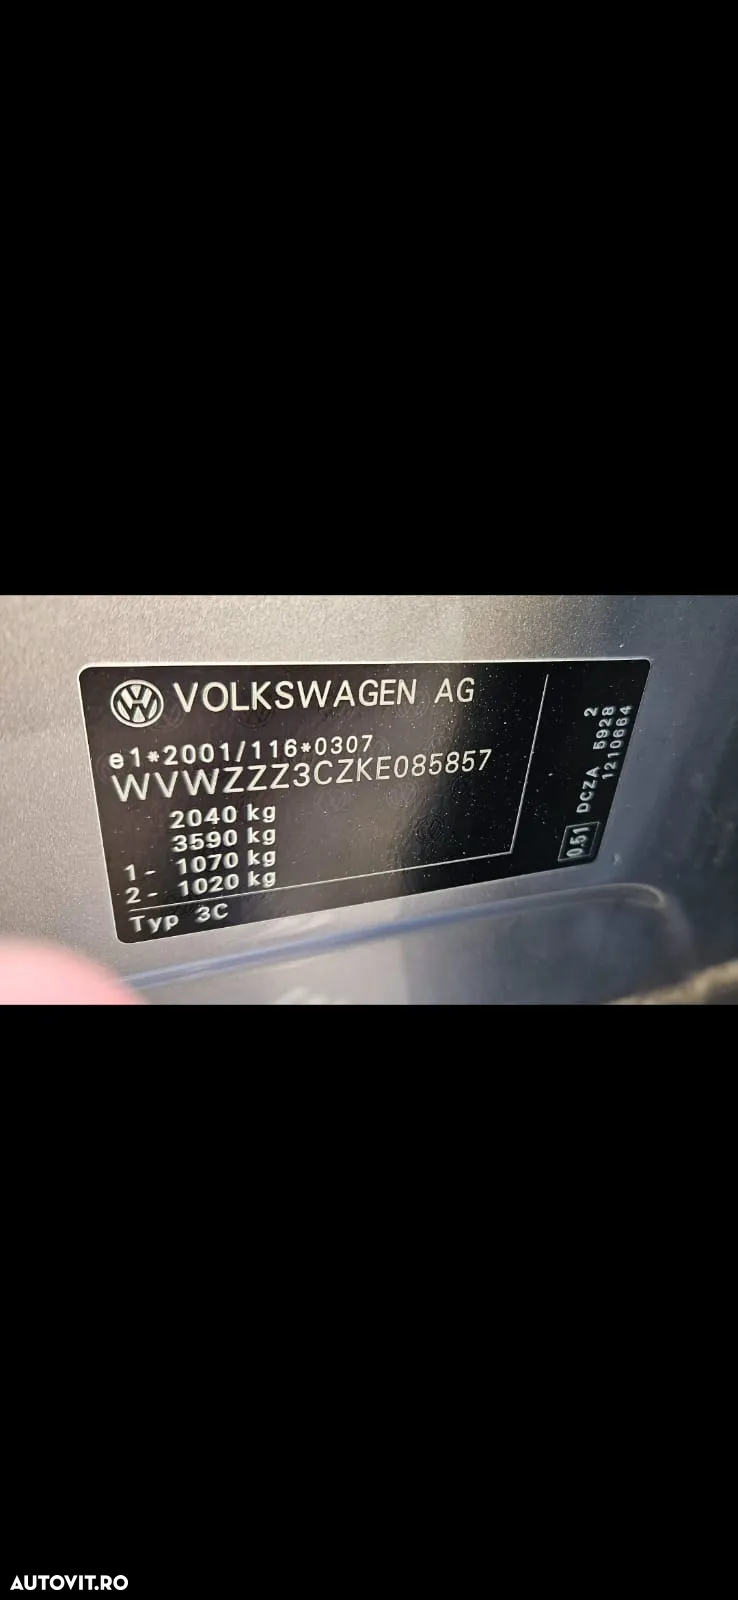 VOLKSWAGEN AG
e1*2001/116*0307
WVWZZZ3CZKE085857
2040 kg
3590 kg
1- 1070 kg
2- 1020 kg
Typ 3C
0.51 DCZA 5928 2
1210664
AUTOVIT.RO